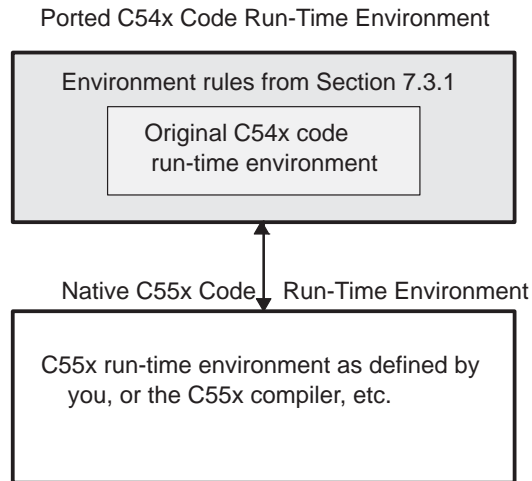 Ported C54x Code Run-Time Environment
Environment rules from Section 7.3.1
Original C54x code
run-time environment
Native C55x Code Run-Time Environment
C55x run-time environment as defined by
you, or the C55x compiler, etc.